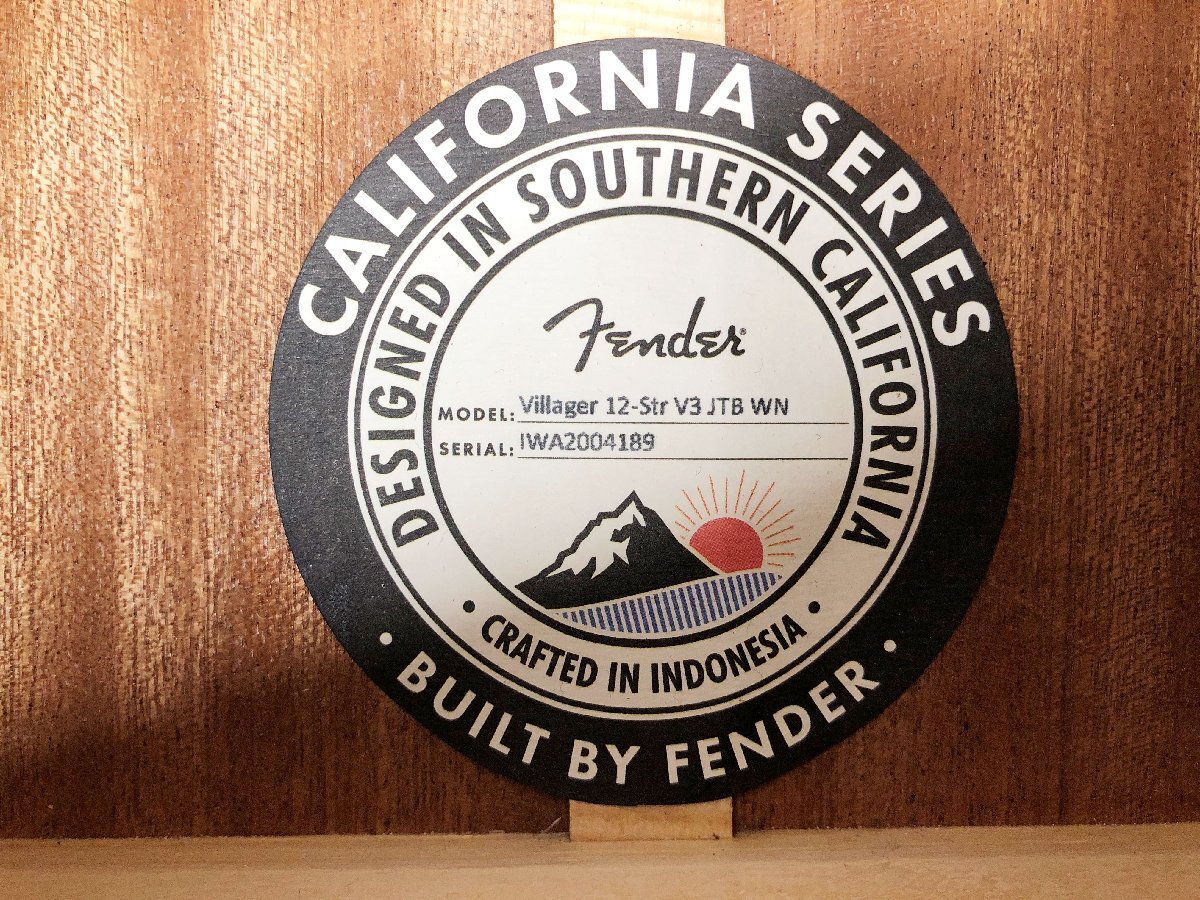 CALIFORNIA SERIES
DESIGNED IN SOUTHERN CALIFORNIA
Fender®
MODEL: Villager 12-Str V3 JTB WN
SERIAL: IWA2004189
• CRAFTED IN INDONESIA •
• BUILT BY FENDER •